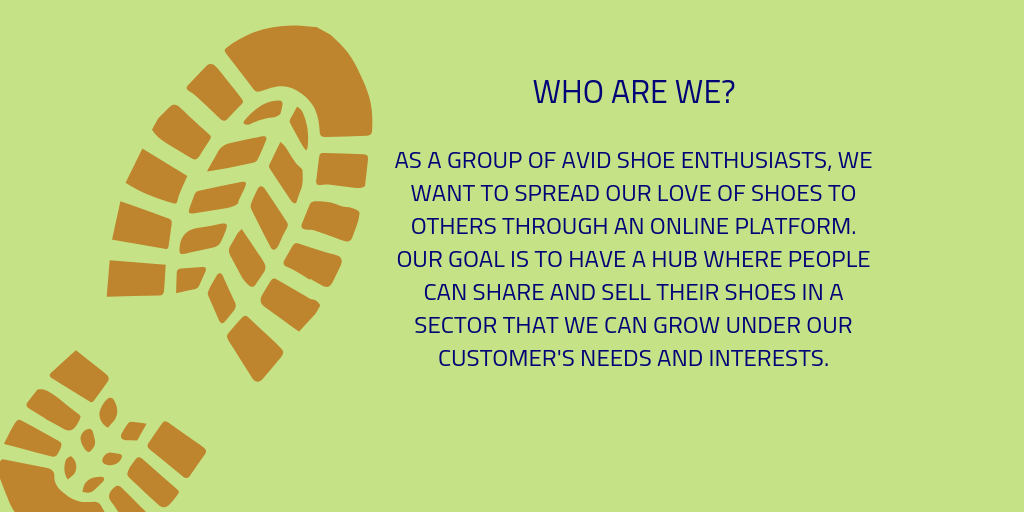 WHO ARE WE?
AS A GROUP OF AVID SHOE ENTHUSIASTS, WE
WANT TO SPREAD OUR LOVE OF SHOES TO
OTHERS THROUGH AN ONLINE PLATFORM.
OUR GOAL IS TO HAVE A HUB WHERE PEOPLE
CAN SHARE AND SELL THEIR SHOES IN A
SECTOR THAT WE CAN GROW UNDER OUR
CUSTOMER'S NEEDS AND INTERESTS.